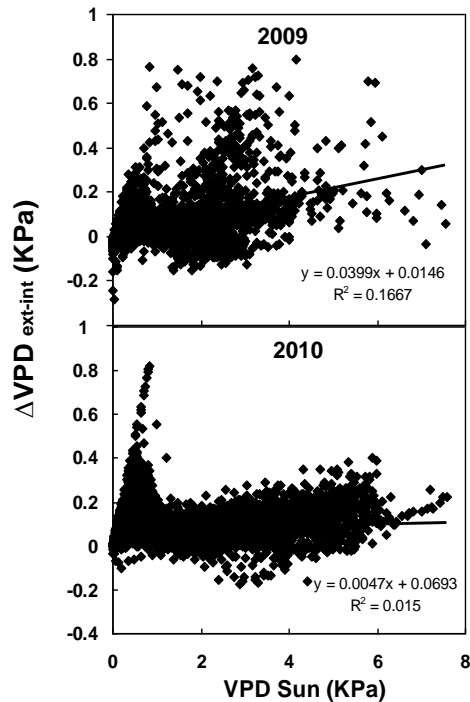 ΔVPD ext-int (KPa)
1
0.8
0.6
0.4
0.2
0
-0.2
2009
y = 0.0399x + 0.0146
R² = 0.1667
1
0.8
0.6
0.4
0.2
0
-0.2
-0.4
2010
y = 0.0047x + 0.0693
R² = 0.015
0 2 4 6 8
VPD Sun (KPa)